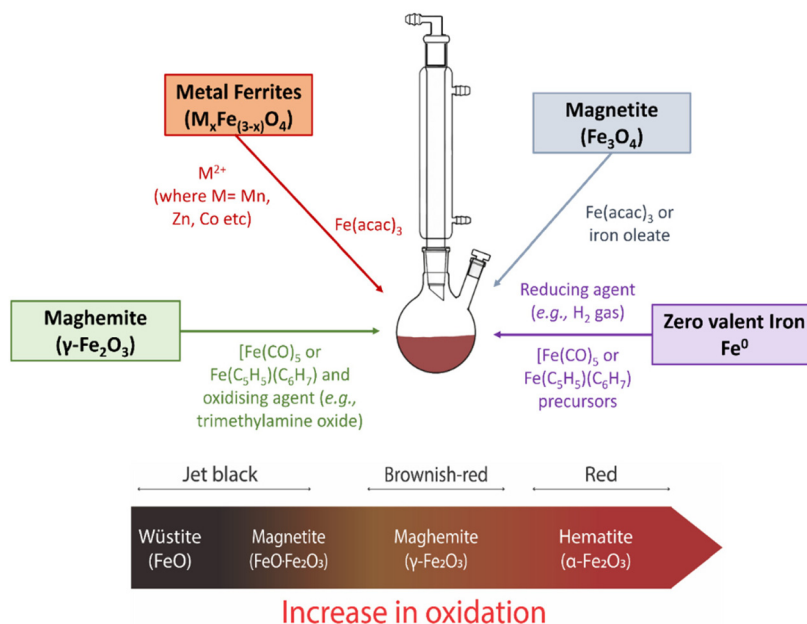 Metal Ferrites
(MₓFe₍₃₋ₓ₎O₄)
Magnetite
(Fe₃O₄)
M²⁺
(where M= Mn,
Zn, Co etc)
Fe(acac)₃
Fe(acac)₃ or
iron oleate
Maghemite
(γ-Fe₂O₃)
[Fe(CO)₅ or
Fe(C₅H₅)(C₆H₇) and
oxidising agent (e.g.,
trimethylamine oxide)
Reducing agent
(e.g., H₂ gas)
[Fe(CO)₅ or
Fe(C₅H₅)(C₆H₇)
precursors
Zero valent Iron
Fe⁰
Jet black
Brownish-red
Red
Wüstite
(FeO)
Magnetite
(FeO·Fe₂O₃)
Maghemite
(γ-Fe₂O₃)
Hematite
(α-Fe₂O₃)
Increase in oxidation